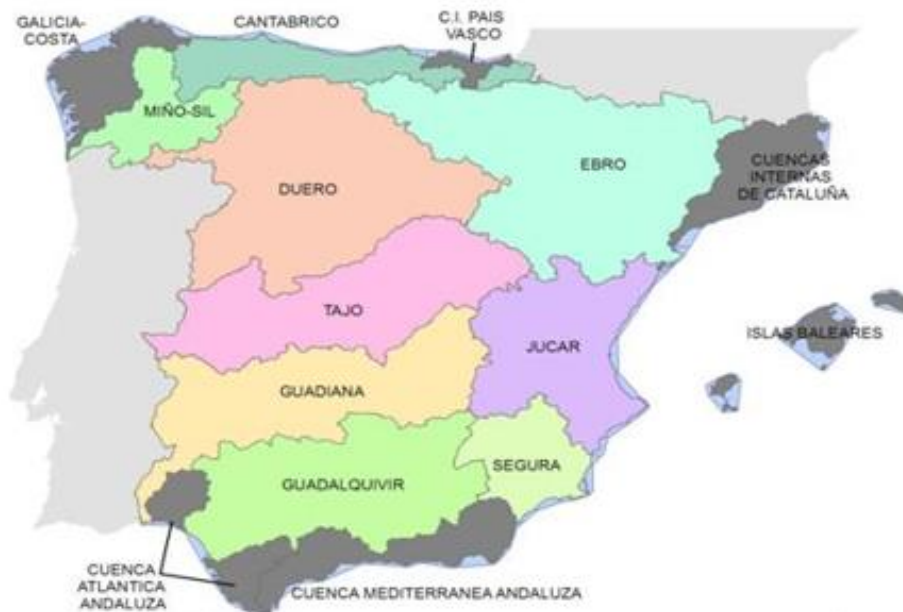 GALICIA-
COSTA
CANTABRICO
C.I. PAIS
VASCO
MIÑO-SIL
DUERO
EBRO
CUENCAS
INTERNAS
DE CATALUÑA
TAJO
JUCAR
ISLAS BALEARES
GUADIANA
SEGURA
GUADALQUIVIR
CUENCA
ATLANTICA
ANDALUZA
CUENCA MEDITERRANEA ANDALUZA